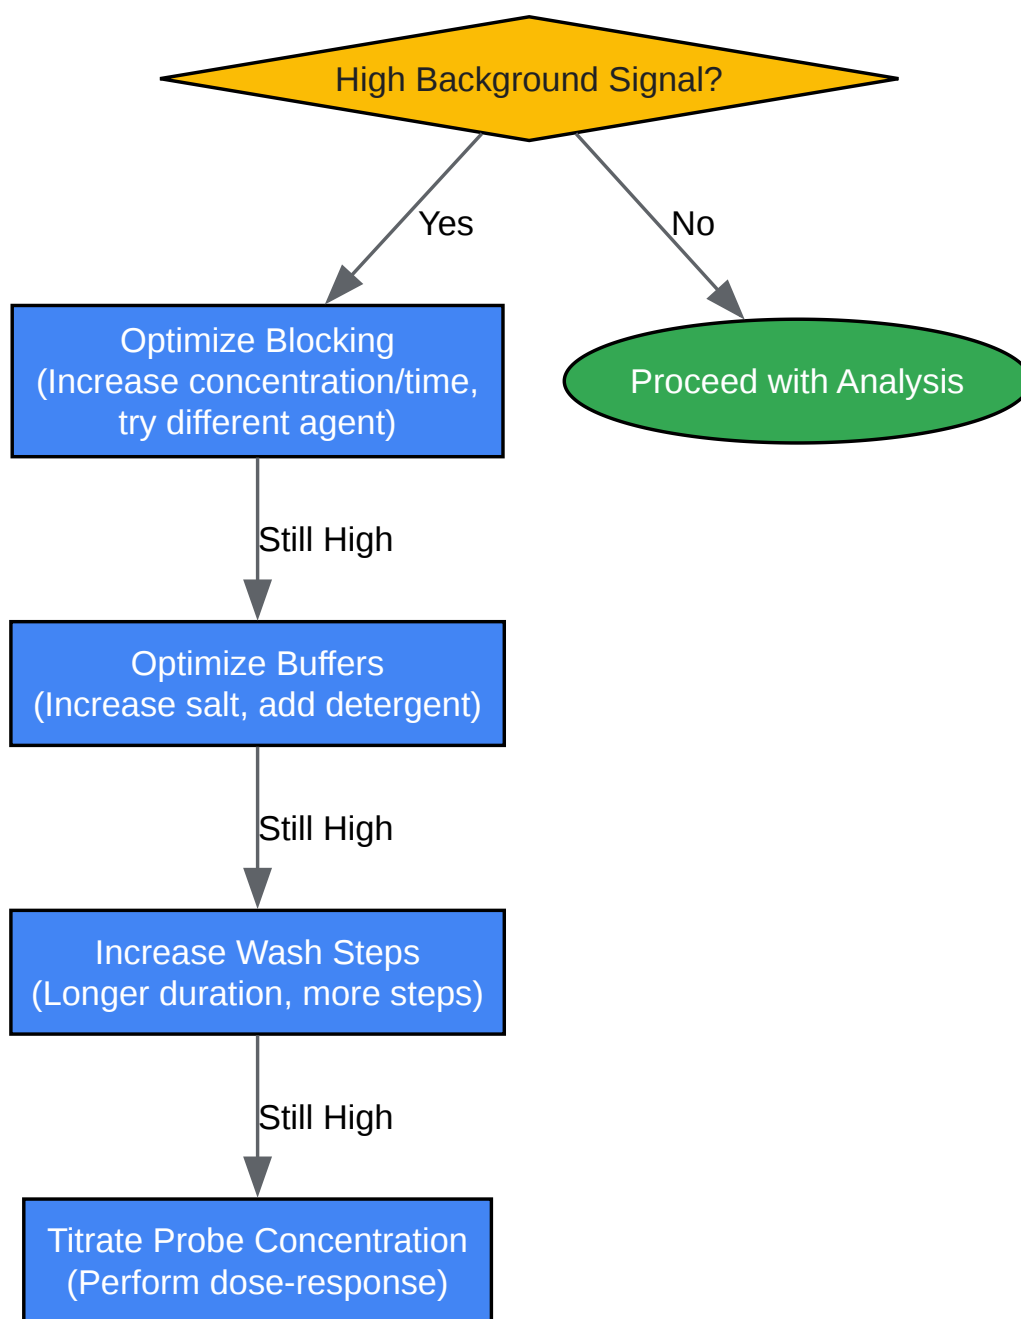 High Background Signal?
Yes
No
Optimize Blocking
(Increase concentration/time,
try different agent)
Proceed with Analysis
Still High
Optimize Buffers
(Increase salt, add detergent)
Still High
Increase Wash Steps
(Longer duration, more steps)
Still High
Titrate Probe Concentration
(Perform dose-response)